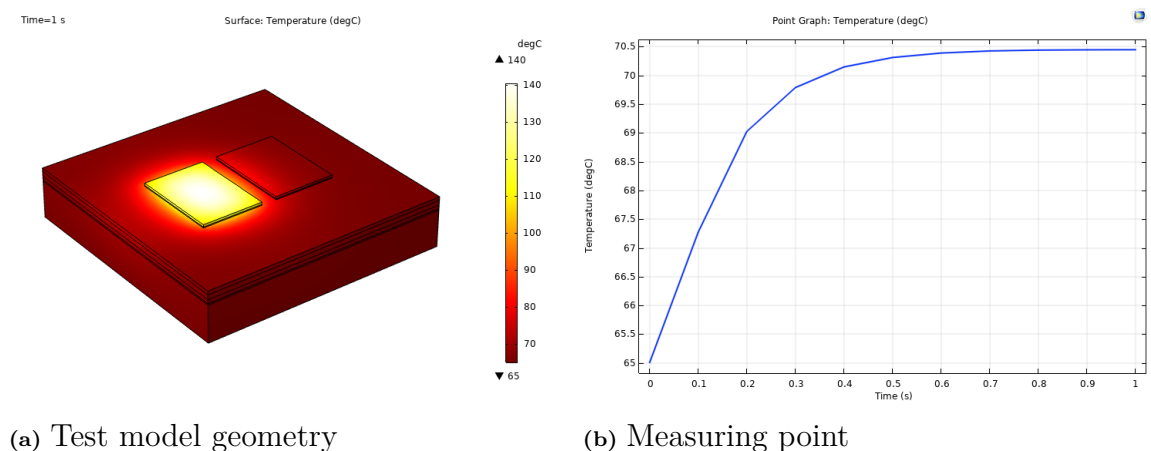 Time=1 s
Surface: Temperature (degC)
degC
▲ 140
140
130
120
110
100
90
80
70
▼ 65
(a) Test model geometry
Point Graph: Temperature (degC)
Temperature (degC)
70.5
70
69.5
69
68.5
68
67.5
67
66.5
66
65.5
65
0 0.1 0.2 0.3 0.4 0.5 0.6 0.7 0.8 0.9 1
Time (s)
(b) Measuring point